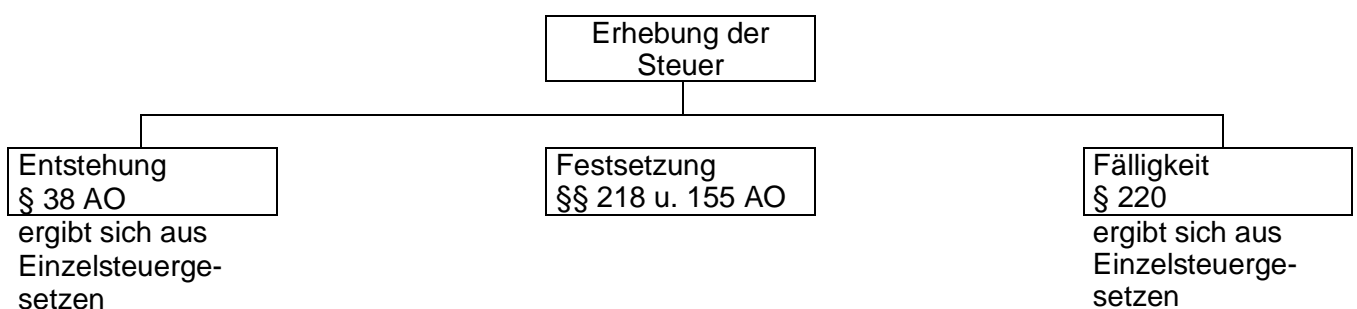 Erhebung der
Steuer
Entstehung
§ 38 AO
ergibt sich aus
Einzelsteuerge-
setzen
Festsetzung
§§ 218 u. 155 AO
Fälligkeit
§ 220
ergibt sich aus
Einzelsteuerge-
setzen